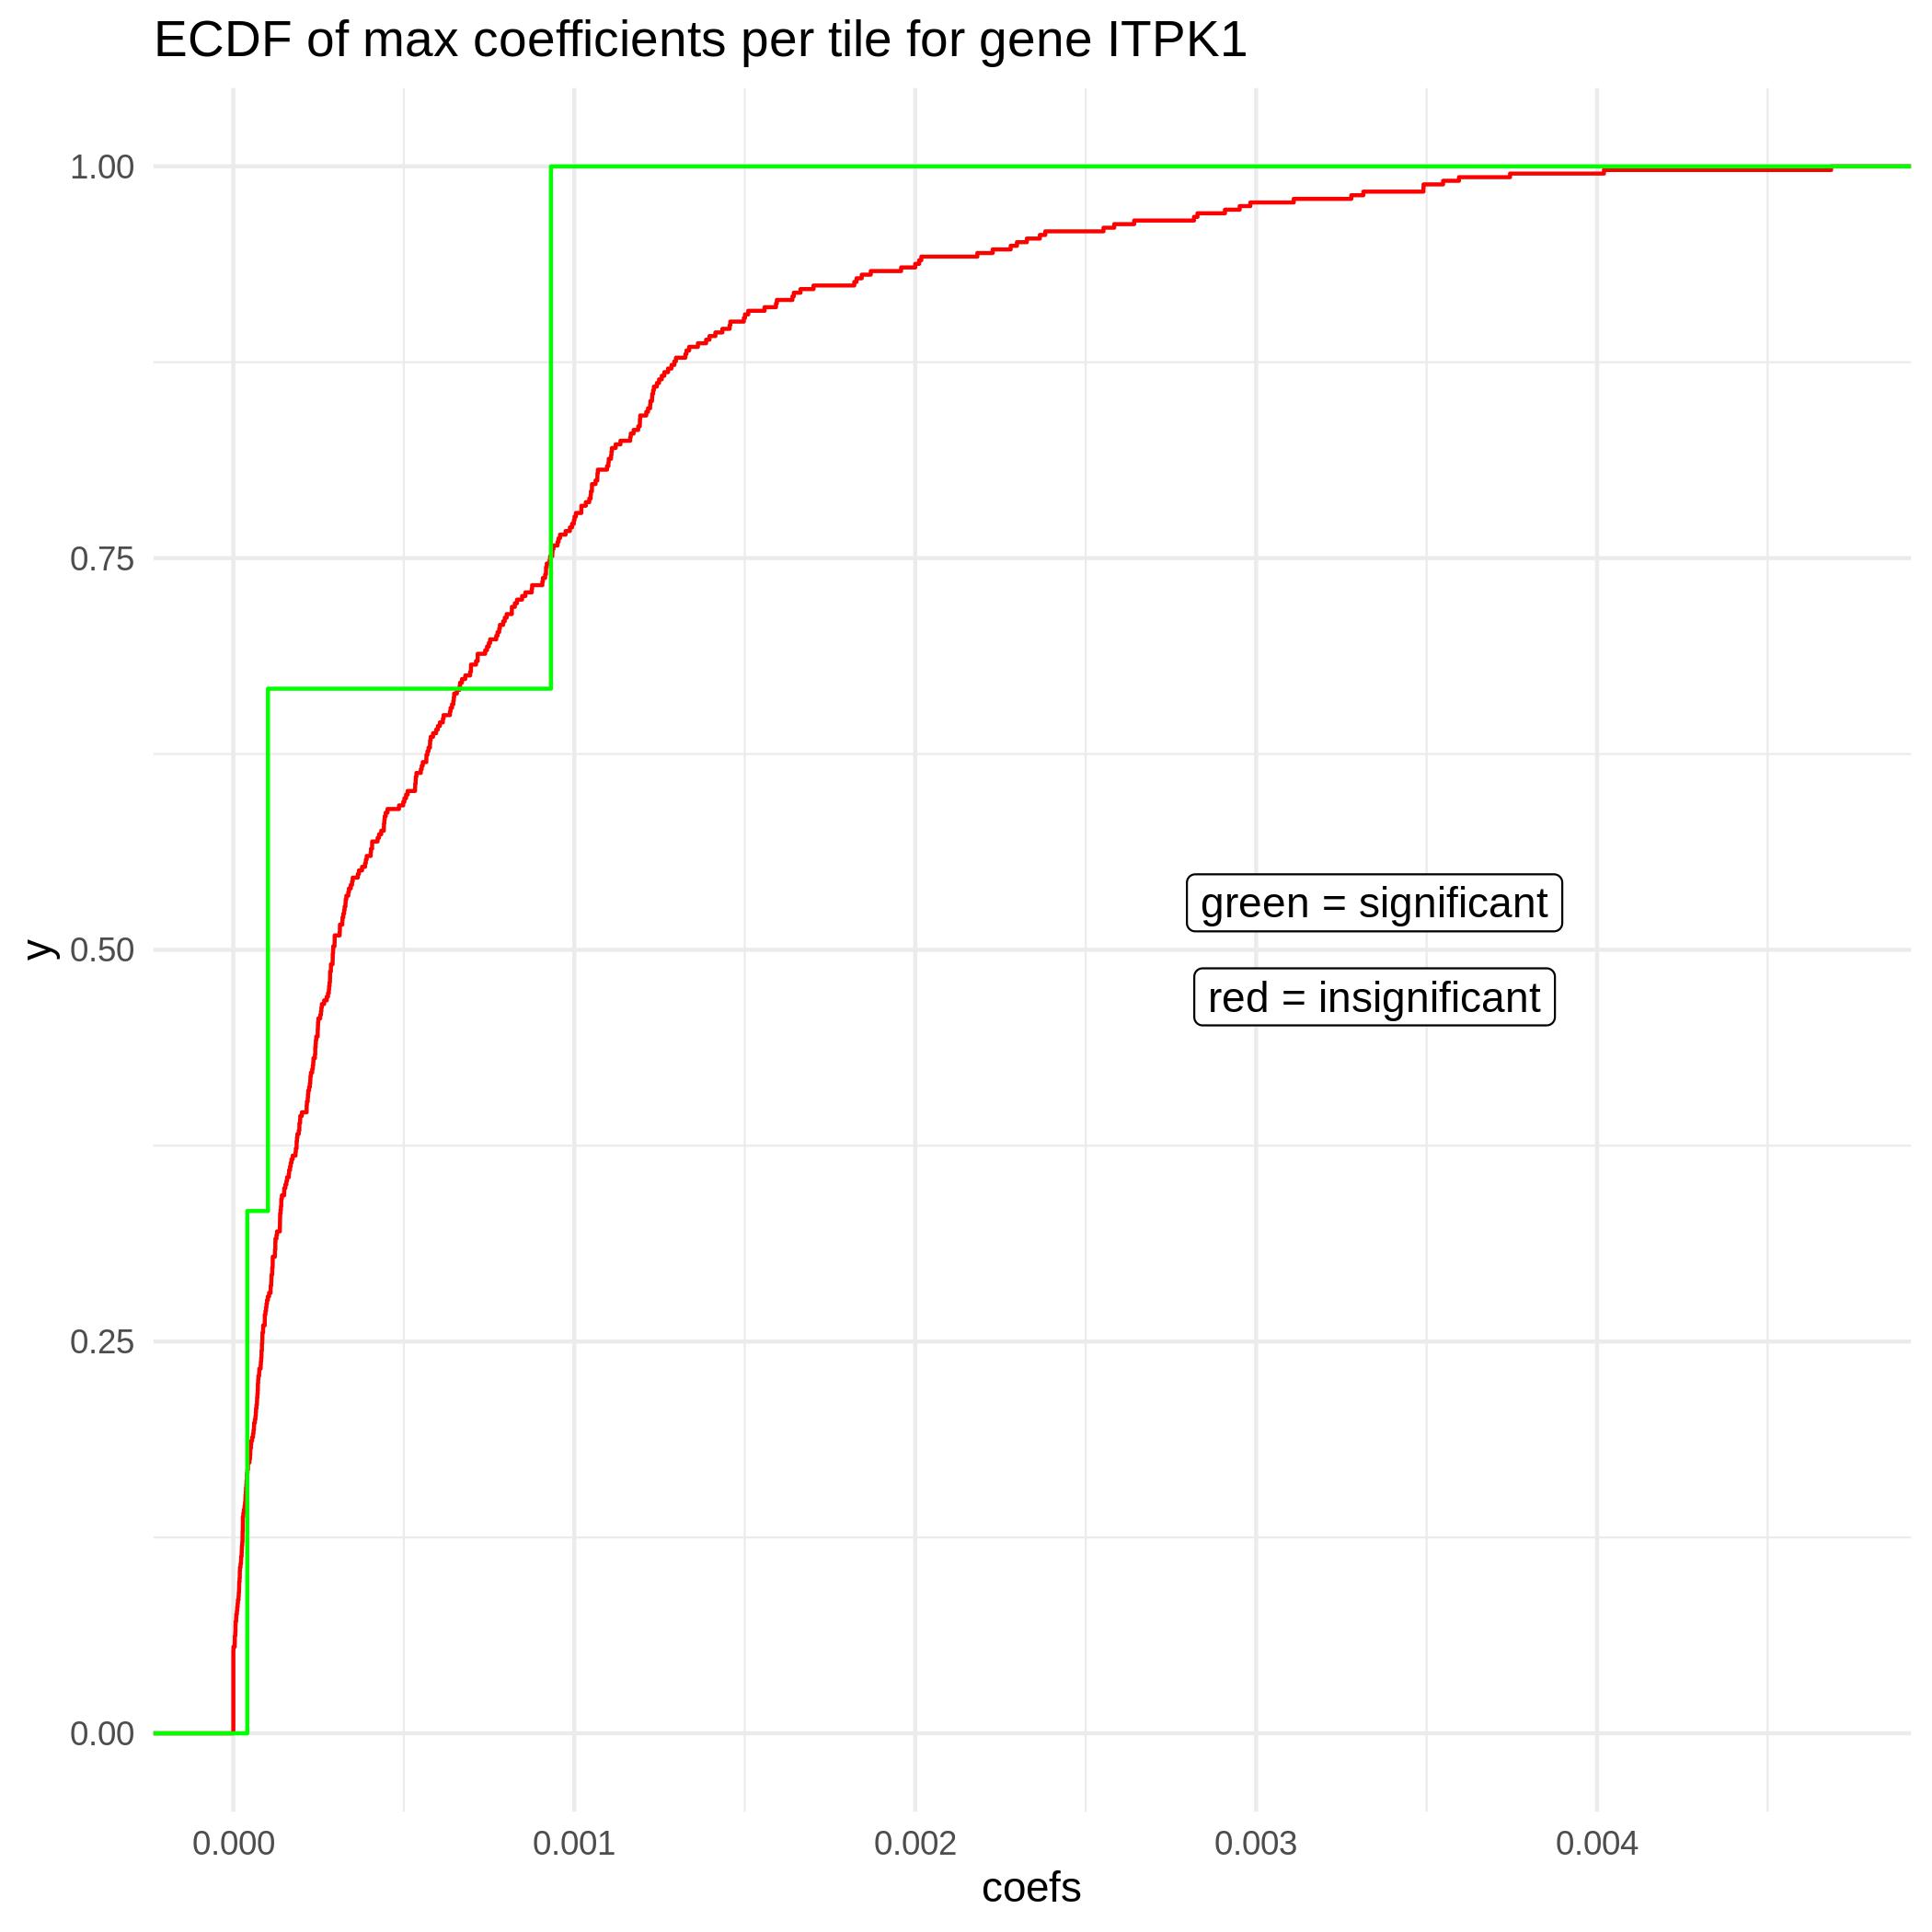 ECDF of max coefficients per tile for gene ITPK1
1.00
0.75
0.50
0.25
0.00
y
green = significant
red = insignificant
0.000 0.001 0.002 0.003 0.004
coefs